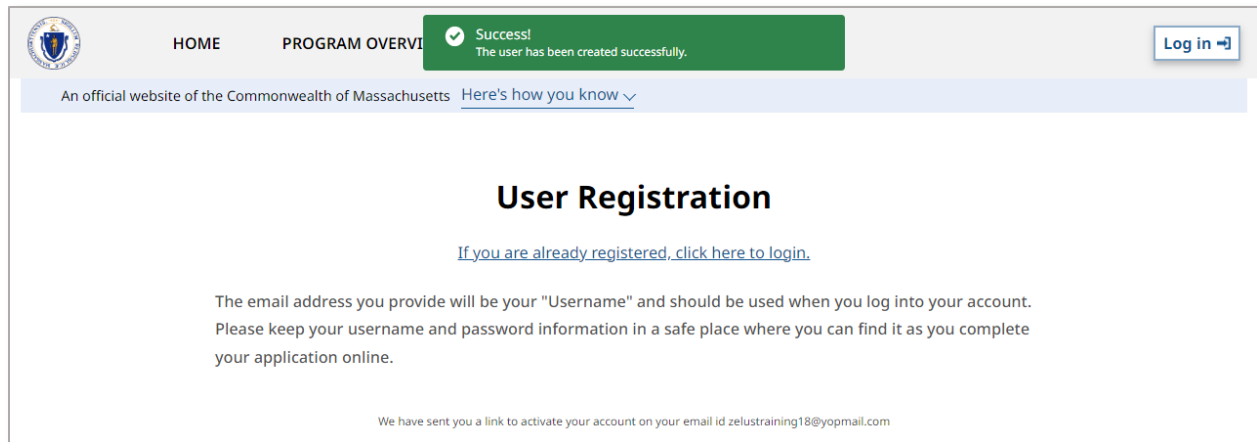 HOME PROGRAM OVERVI Success! Log in
The user has been created successfully.
An official website of the Commonwealth of Massachusetts Here's how you know
User Registration
If you are already registered, click here to login.
The email address you provide will be your "Username" and should be used when you log into your account.
Please keep your username and password information in a safe place where you can find it as you complete
your application online.
We have sent you a link to activate your account on your email id zelustraining18@yopmail.com